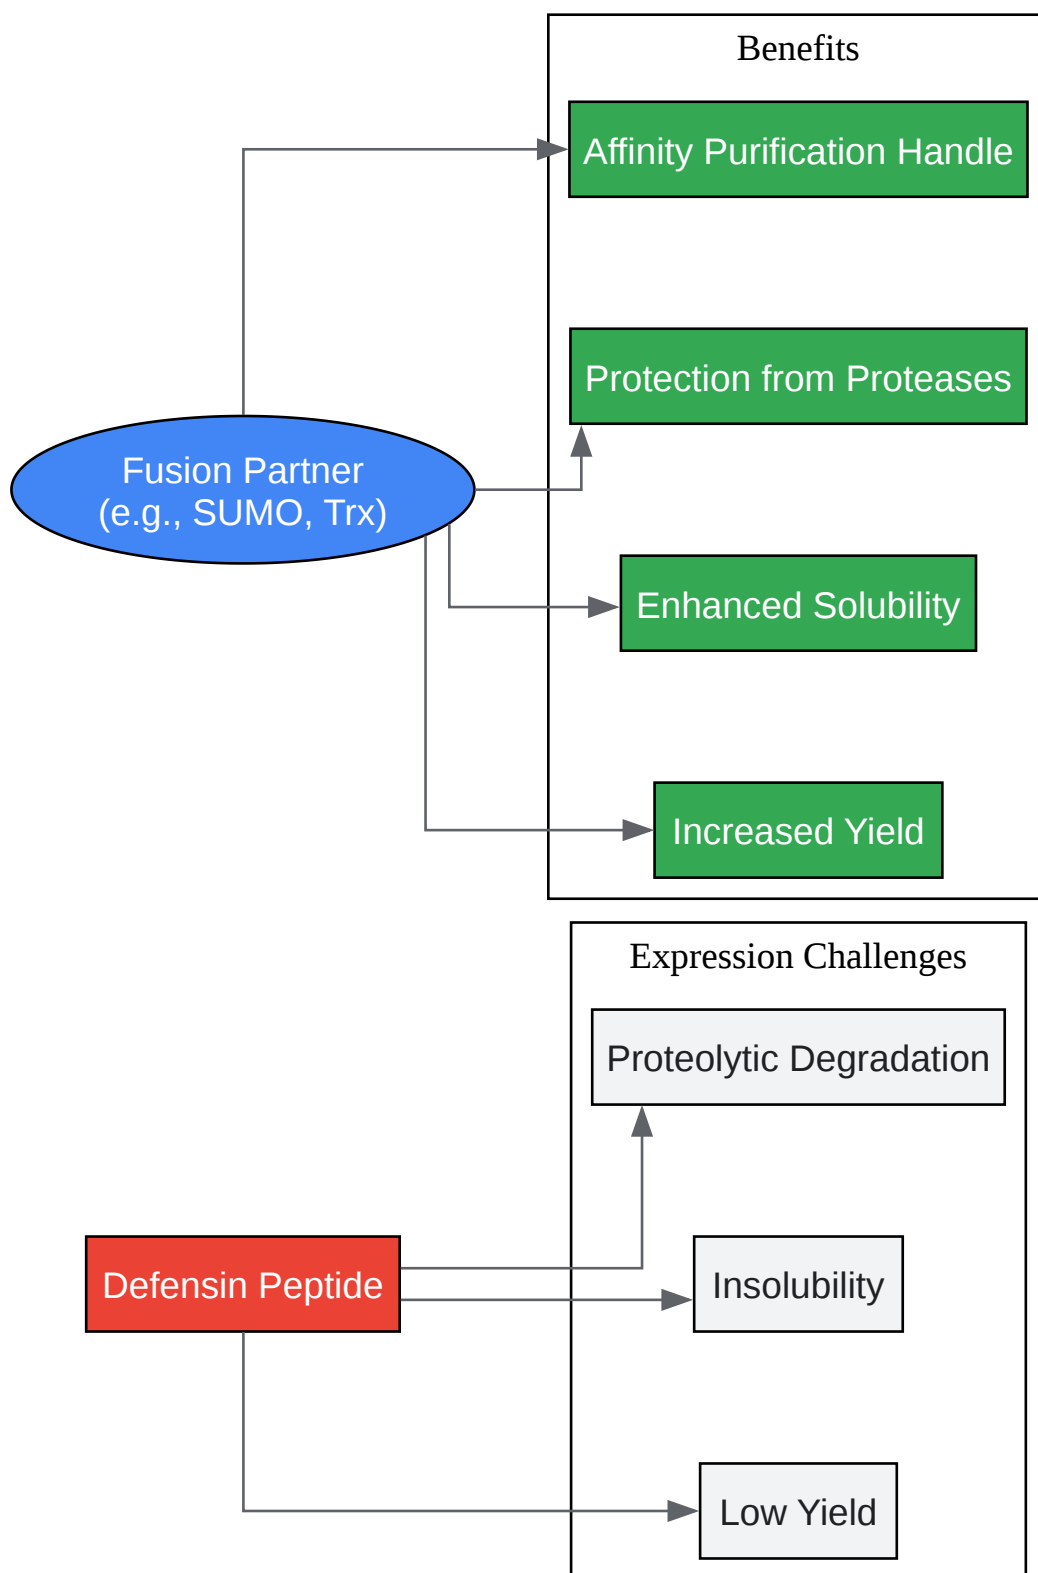 Benefits
Affinity Purification Handle
Protection from Proteases
Fusion Partner
(e.g., SUMO, Trx)
Enhanced Solubility
Increased Yield
Expression Challenges
Proteolytic Degradation
Defensin Peptide
Insolubility
Low Yield